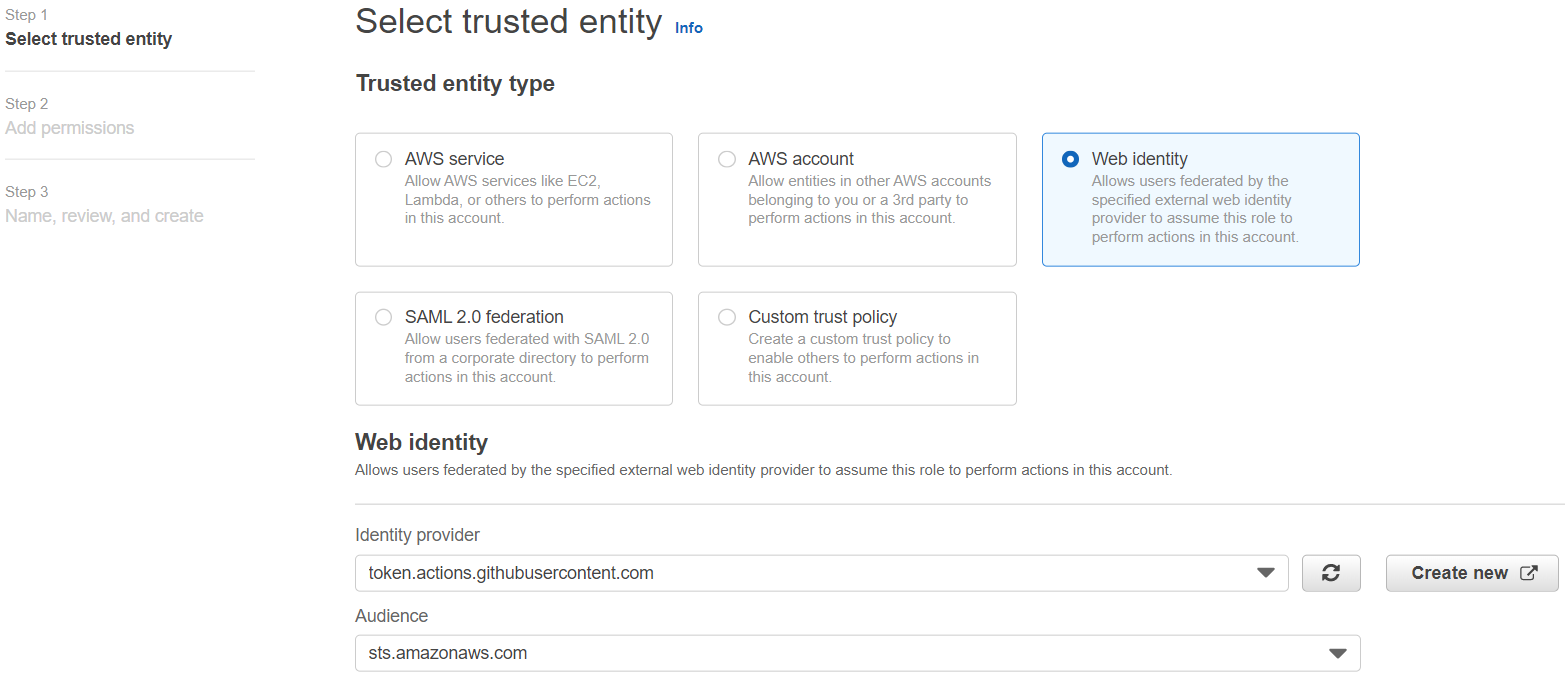 Step 1
Select trusted entity
Step 2
Add permissions
Step 3
Name, review, and create
Select trusted entity Info
Trusted entity type
AWS service
Allow AWS services like EC2,
Lambda, or others to perform actions
in this account.
AWS account
Allow entities in other AWS accounts
belonging to you or a 3rd party to
perform actions in this account.
Web identity
Allows users federated by the
specified external web identity
provider to assume this role to
perform actions in this account.
SAML 2.0 federation
Allow users federated with SAML 2.0
from a corporate directory to perform
actions in this account.
Custom trust policy
Create a custom trust policy to
enable others to perform actions in
this account.
Web identity
Allows users federated by the specified external web identity provider to assume this role to perform actions in this account.
Identity provider
token.actions.githubusercontent.com
Create new
Audience
sts.amazonaws.com